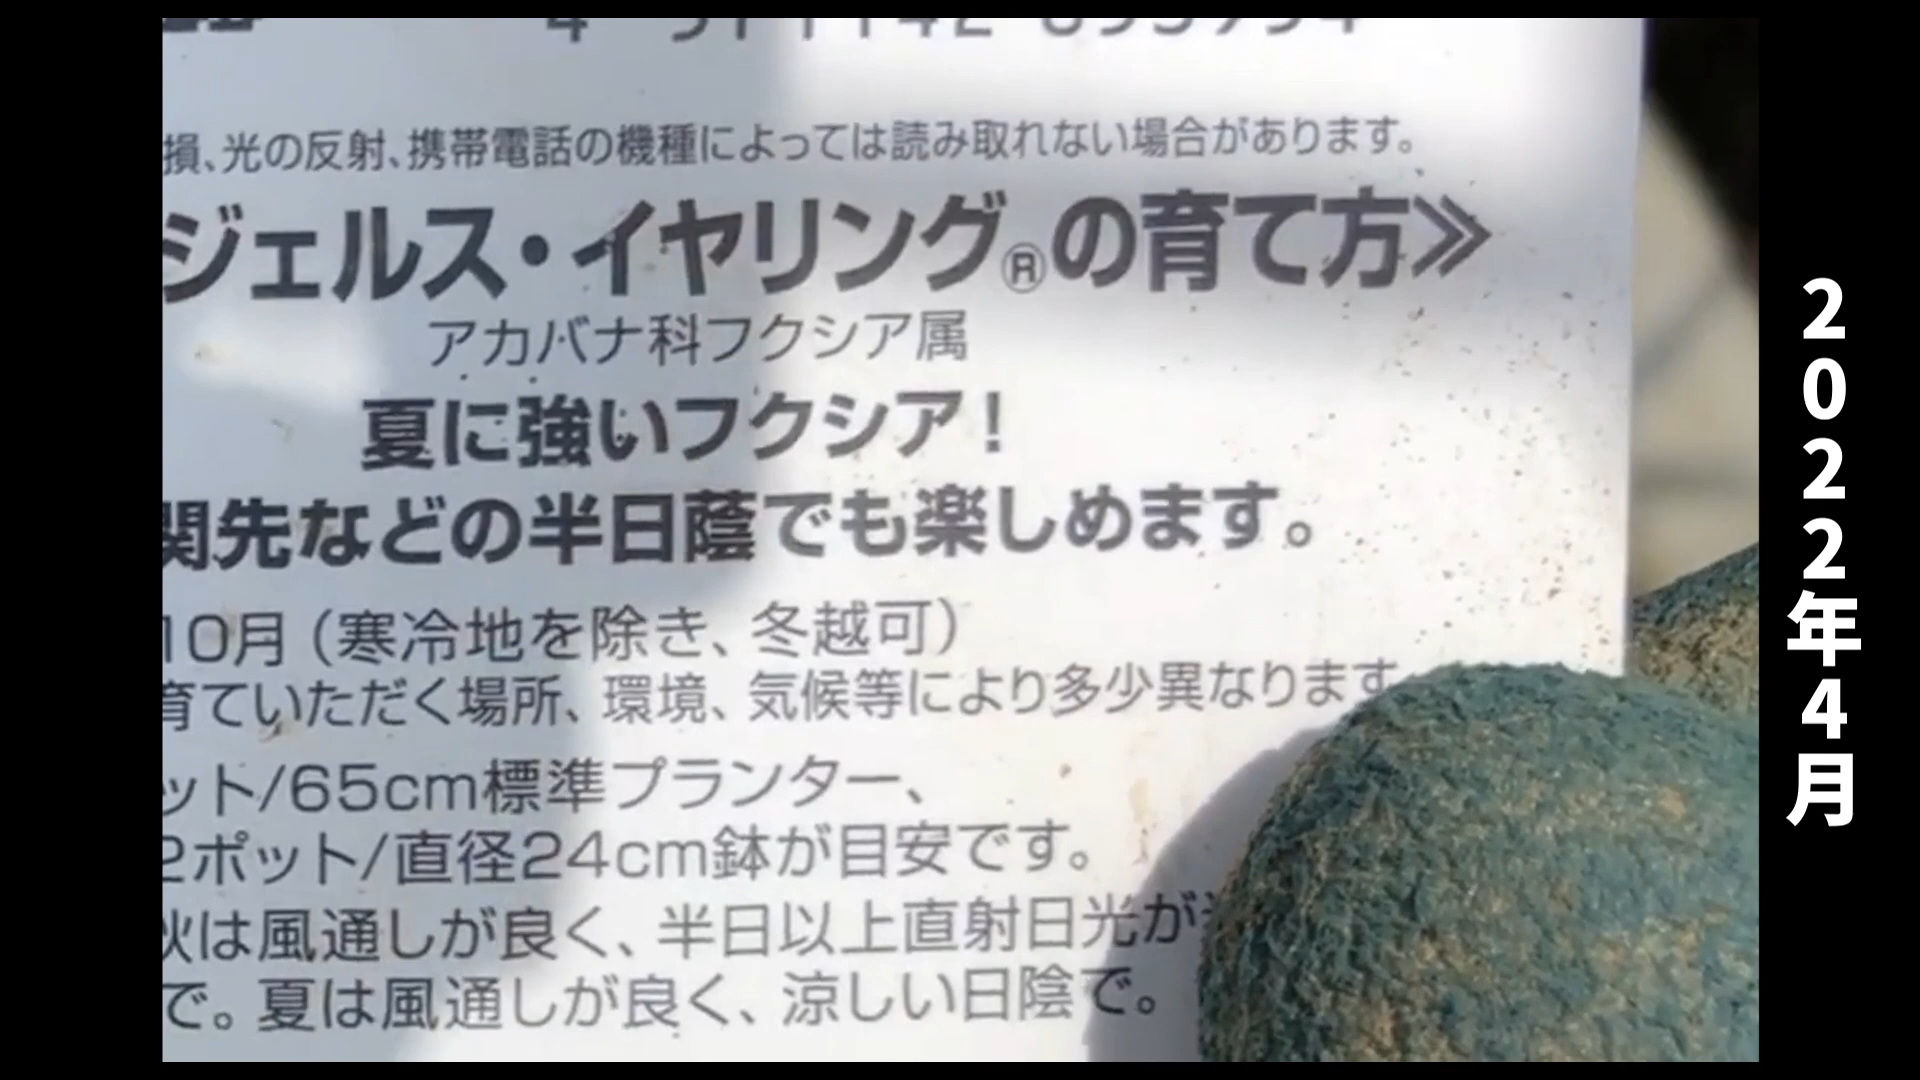 損、光の反射、携帯電話の機種によっては読み取れない場合があります。
ジェルス・イヤリング®の育て方≫
アカバナ科フクシア属
夏に強いフクシア!
関先などの半日蔭でも楽しめます。
10月(寒冷地を除き、冬越可)
育ていただく場所、環境、気候等により多少異なります
ット/65cm標準プランター、
2ポット/直径24cm鉢が目安です。
秋は風通しが良く、半日以上直射日光が
で。夏は風通しが良く、涼しい日陰で。
2022年4月